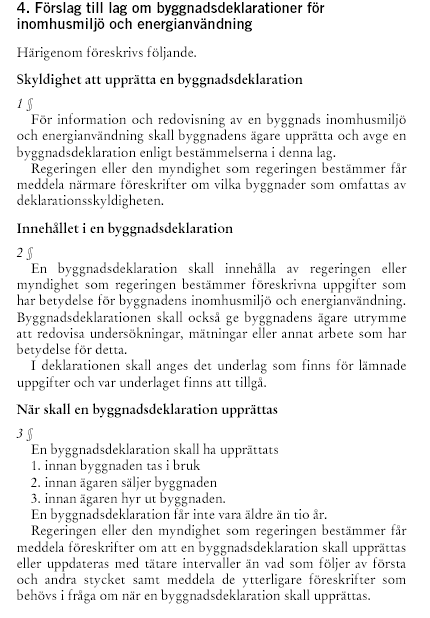 4. Förslag till lag om byggnadsdeklarationer för
inomhusmiljö och energianvändning
Härigenom föreskrivs följande.
Skyldighet att upprätta en byggnadsdeklaration
1 §
För information och redovisning av en byggnads inomhusmiljö
och energianvändning skall byggnadens ägare upprätta och avge en
byggnadsdeklaration enligt bestämmelserna i denna lag.
Regeringen eller den myndighet som regeringen bestämmer får
meddela närmare föreskrifter om vilka byggnader som omfattas av
deklarationsskyldigheten.
Innehållet i en byggnadsdeklaration
2 §
En byggnadsdeklaration skall innehålla av regeringen eller
myndighet som regeringen bestämmer föreskrivna uppgifter som
har betydelse för byggnadens inomhusmiljö och energianvändning.
Byggnadsdeklarationen skall också ge byggnadens ägare utrymme
att redovisa undersökningar, mätningar eller annat arbete som har
betydelse för detta.
I deklarationen skall anges det underlag som finns för lämnade
uppgifter och var underlaget finns att tillgå.
När skall en byggnadsdeklaration upprättas
3 §
En byggnadsdeklaration skall ha upprättats
1. innan byggnaden tas i bruk
2. innan ägaren säljer byggnaden
3. innan ägaren hyr ut byggnaden.
En byggnadsdeklaration får inte vara äldre än tio år.
Regeringen eller den myndighet som regeringen bestämmer får
meddela föreskrifter om att en byggnadsdeklaration skall upprättas
eller uppdateras med tätare intervaller än vad som följer av första
och andra stycket samt meddela de ytterligare föreskrifter som
behövs i fråga om när en byggnadsdeklaration skall upprättas.